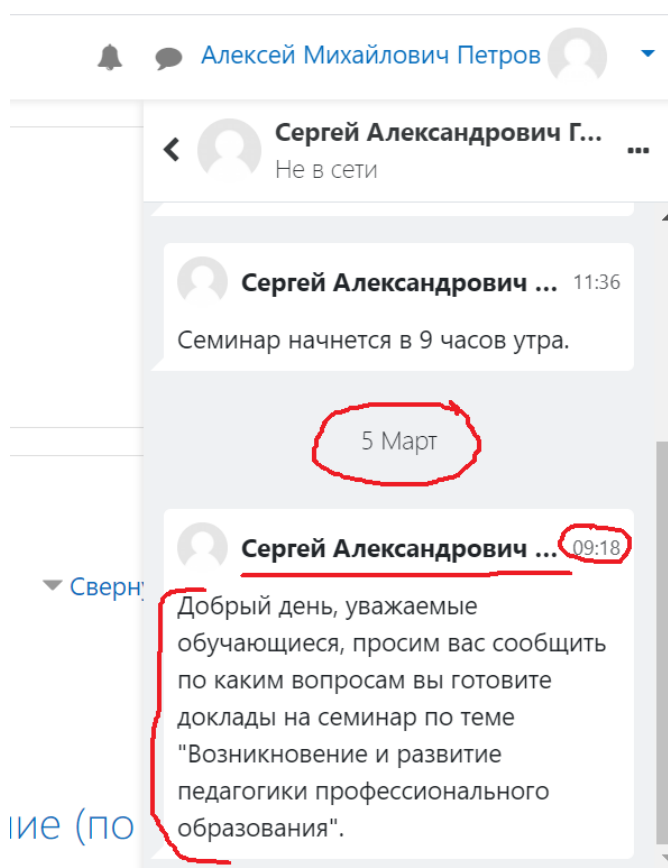 Алексей Михайлович Петров
Сергей Александрович Г...
Не в сети
Сергей Александрович ... 11:36
Семинар начнется в 9 часов утра.
5 Март
Сергей Александрович ... 09:18
Сверну
Добрый день, уважаемые
обучающиеся, просим вас сообщить
по каким вопросам вы готовите
доклады на семинар по теме
"Возникновение и развитие
педагогики профессионального
образования".
ние (по